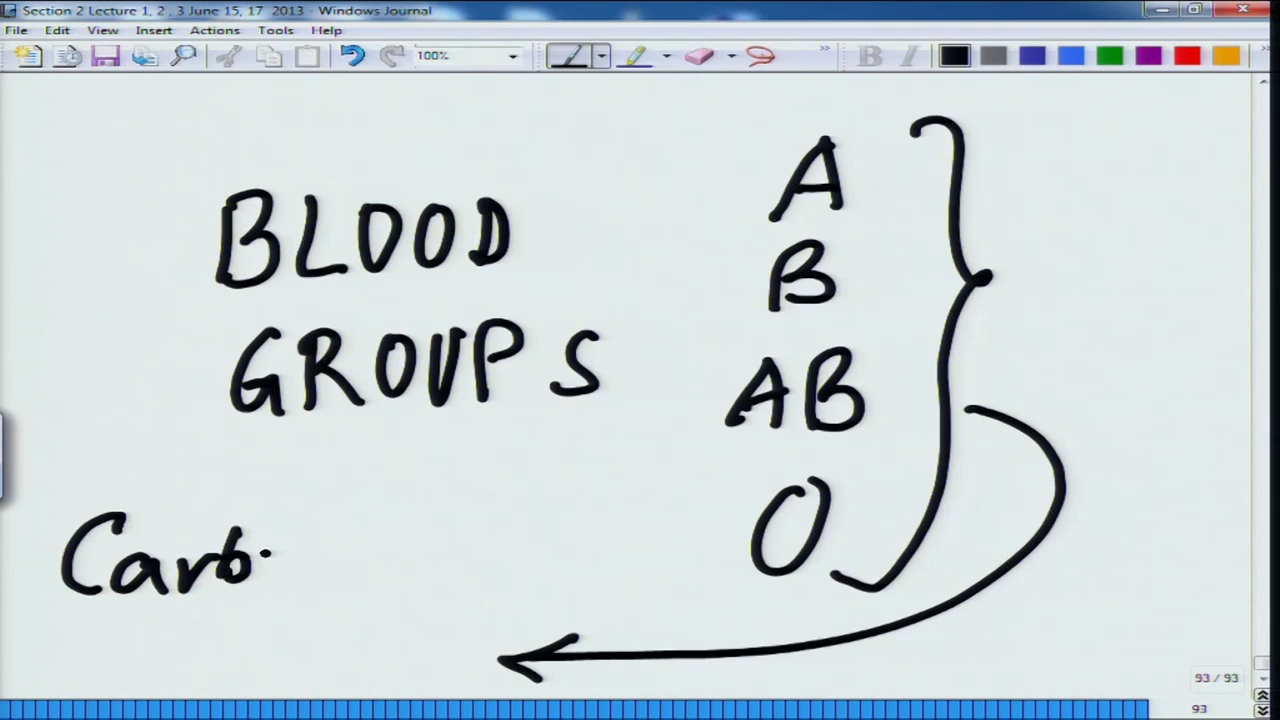 Section 2 Lecture 1, 2 , 3 June 15, 17 2013 - Windows Journal
File Edit View Insert Actions Tools Help
100% B I
BLOOD
GROUPS
A
B
AB
O
Carb
93 / 93
93